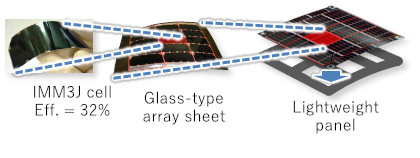 IMM3J cell
Eff. = 32%
Glass-type
array sheet
Lightweight
panel